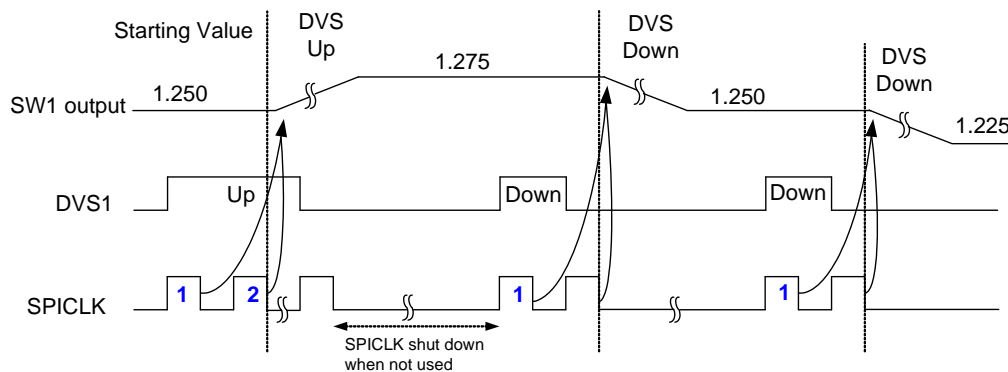 Starting Value
DVS
Up
DVS
Down
DVS
Down
1.250
1.275
1.250
1.225
SW1 output
DVS1
Up
Down
Down
SPICLK
1
2
1
1
SPICLK shut down
when not used